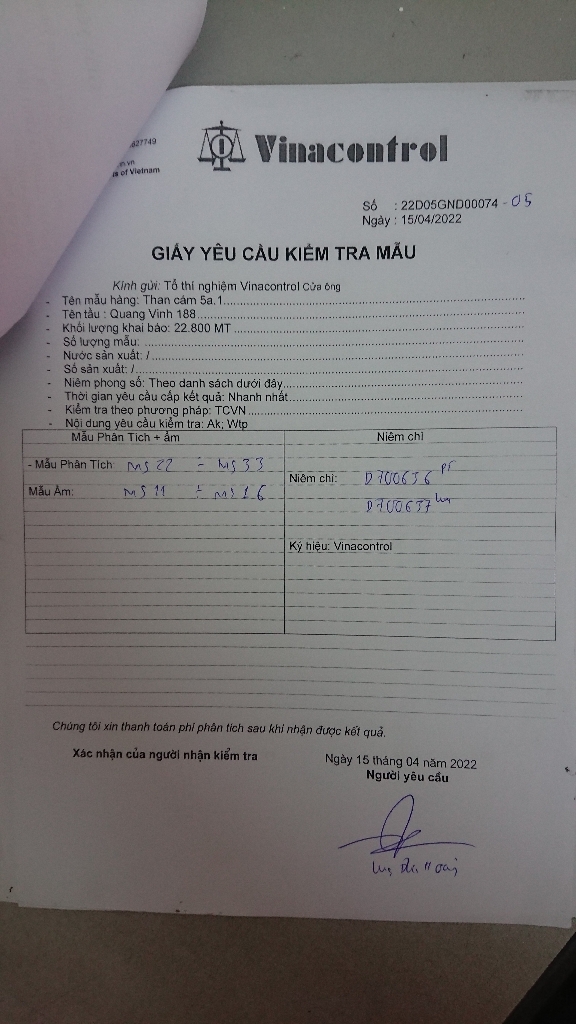 627749
Vinacontrol
m.vn
s of Vietnam
Số : 22D05GND00074 - 05
Ngày : 15/04/2022
GIẤY YÊU CẦU KIỂM TRA MẪU
Kính gửi: Tổ thí nghiệm Vinacontrol Cửa ông
- Tên mẫu hàng: Than cám 5a.1
- Tên tàu : Quang Vinh 188
- Khối lượng khai báo: 22.800 MT
- Số lượng mẫu:
- Nước sản xuất: /
- Số sản xuất: /
- Niêm phong số: Theo danh sách dưới đây
- Thời gian yêu cầu cấp kết quả: Nhanh nhất
- Kiểm tra theo phương pháp: TCVN
- Nội dung yêu cầu kiểm tra: Ak; Wtp
Mẫu Phân Tích + ẩm Niêm chì
- Mẫu Phân Tích: MS 22 ÷ MS 33
Niêm chì: D700636 PT
Mẫu Ẩm: MS 11 ÷ MS 16
D700637
Ký hiệu: Vinacontrol
Chúng tôi xin thanh toán phí phân tích sau khi nhận được kết quả.
Xác nhận của người nhận kiểm tra
Ngày 15 tháng 04 năm 2022
Người yêu cầu